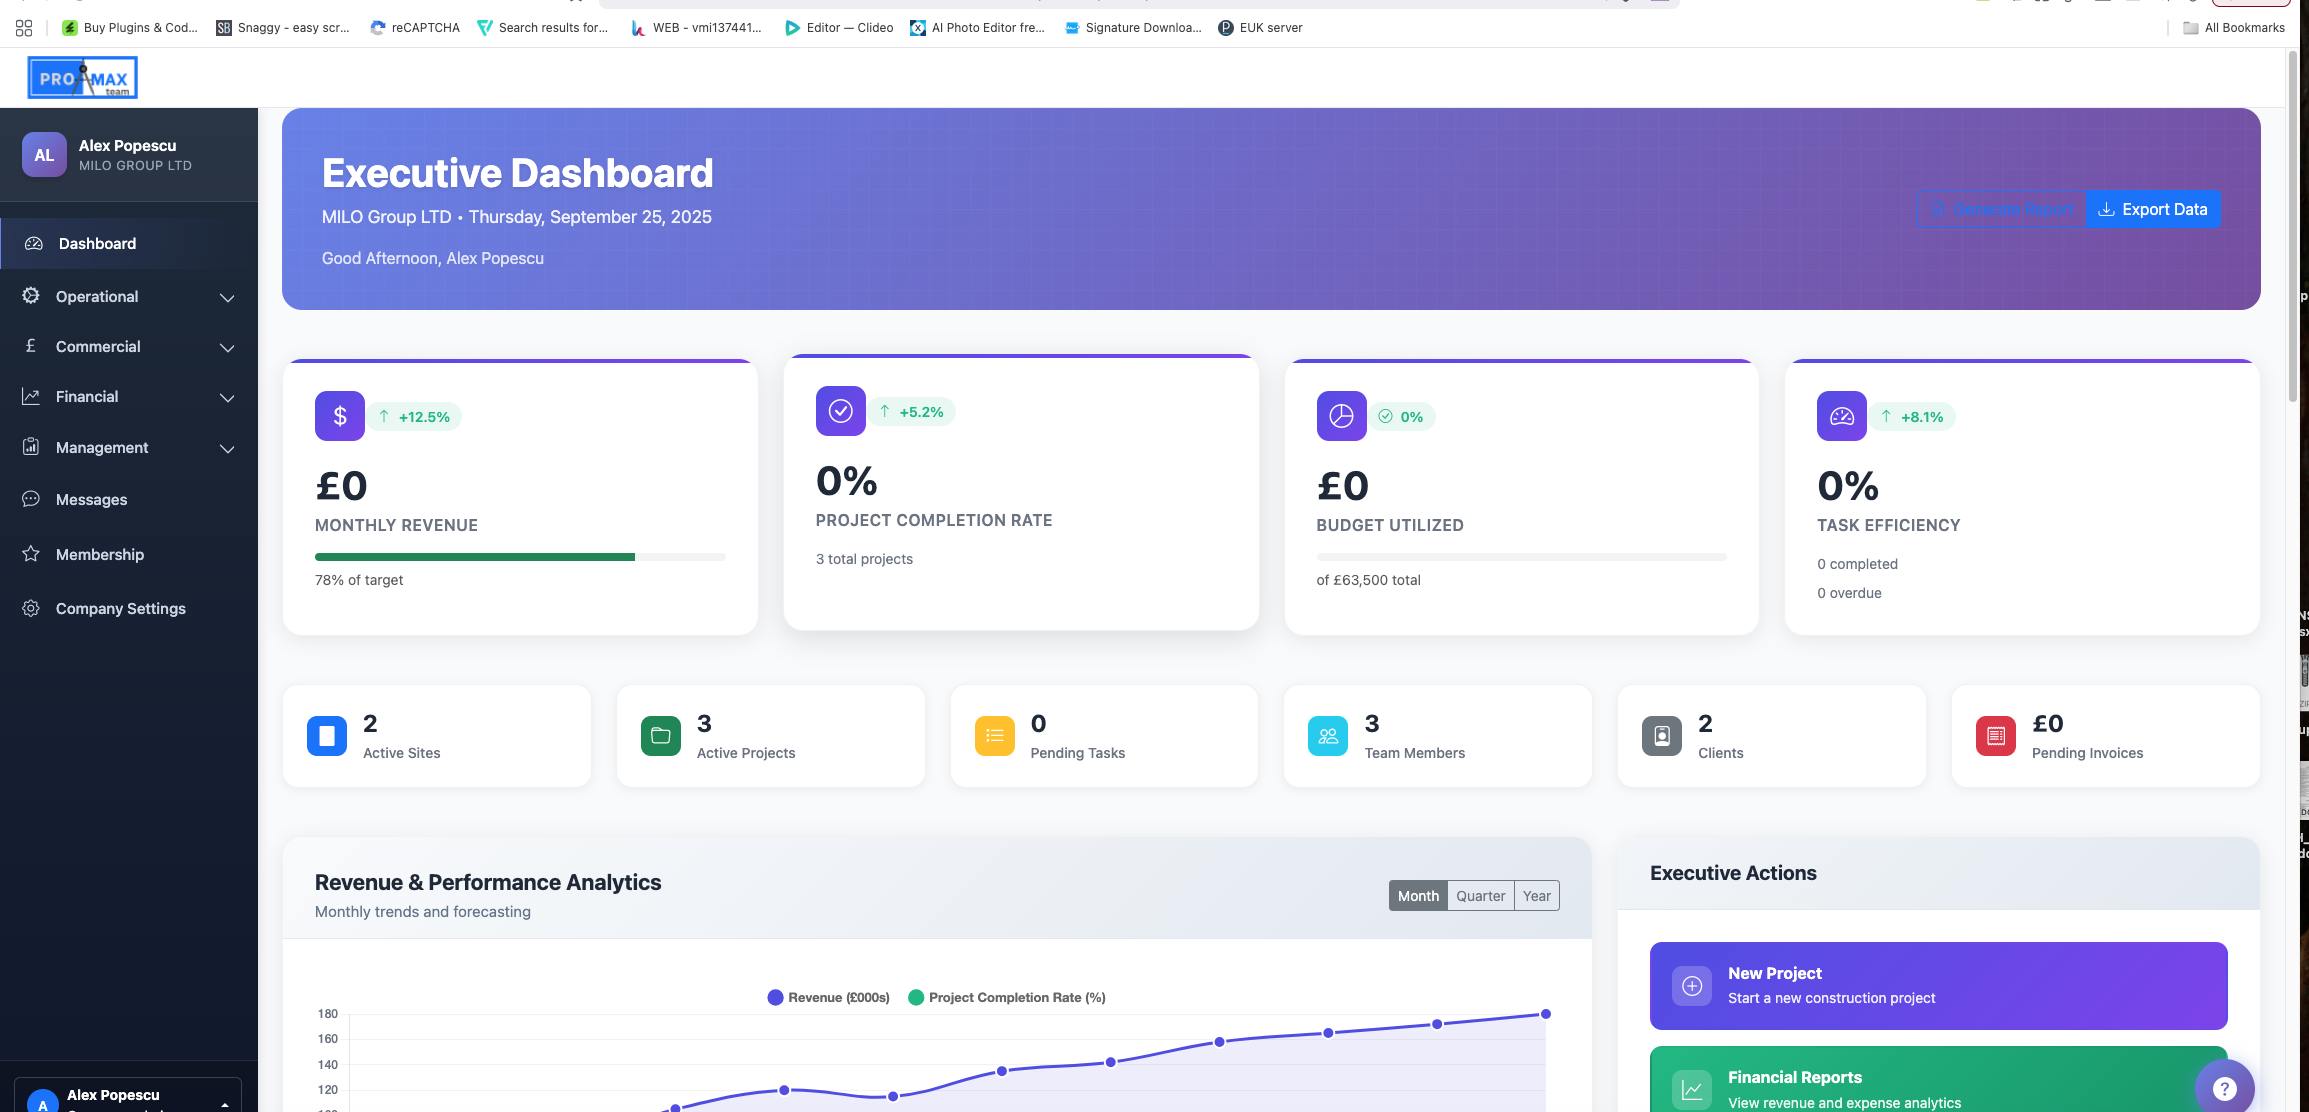 Buy Plugins & Cod...
Snaggy - easy scr...
reCAPTCHA
Search results for...
WEB - vmi137441...
Editor — Clideo
AI Photo Editor fre...
Signature Downloa...
EUK server
All Bookmarks
PRO MAX
team
AL
Alex Popescu
MILO GROUP LTD
Dashboard
Operational
Commercial
Financial
Management
Messages
Membership
Company Settings
A
Alex Popescu
Executive Dashboard
MILO Group LTD • Thursday, September 25, 2025
Good Afternoon, Alex Popescu
Generate Report
Export Data
+12.5%
£0
MONTHLY REVENUE
78% of target
+5.2%
0%
PROJECT COMPLETION RATE
3 total projects
0%
£0
BUDGET UTILIZED
of £63,500 total
+8.1%
0%
TASK EFFICIENCY
0 completed
0 overdue
2
Active Sites
3
Active Projects
0
Pending Tasks
3
Team Members
2
Clients
£0
Pending Invoices
Revenue & Performance Analytics
Monthly trends and forecasting
Month
Quarter
Year
Revenue (£000s)
Project Completion Rate (%)
180
160
140
120
Executive Actions
New Project
Start a new construction project
Financial Reports
View revenue and expense analytics